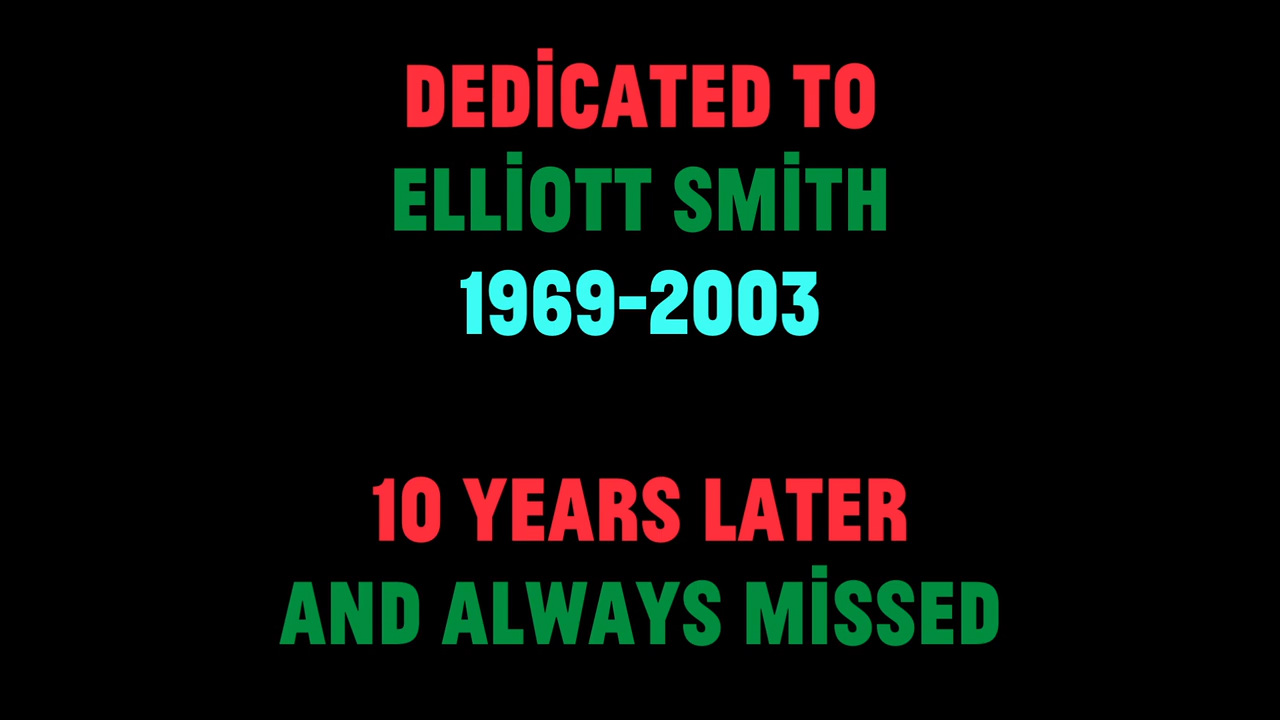 DEDİCATED TO
ELLİOTT SMİTH
1969-2003
10 YEARS LATER
AND ALWAYS MİSSED